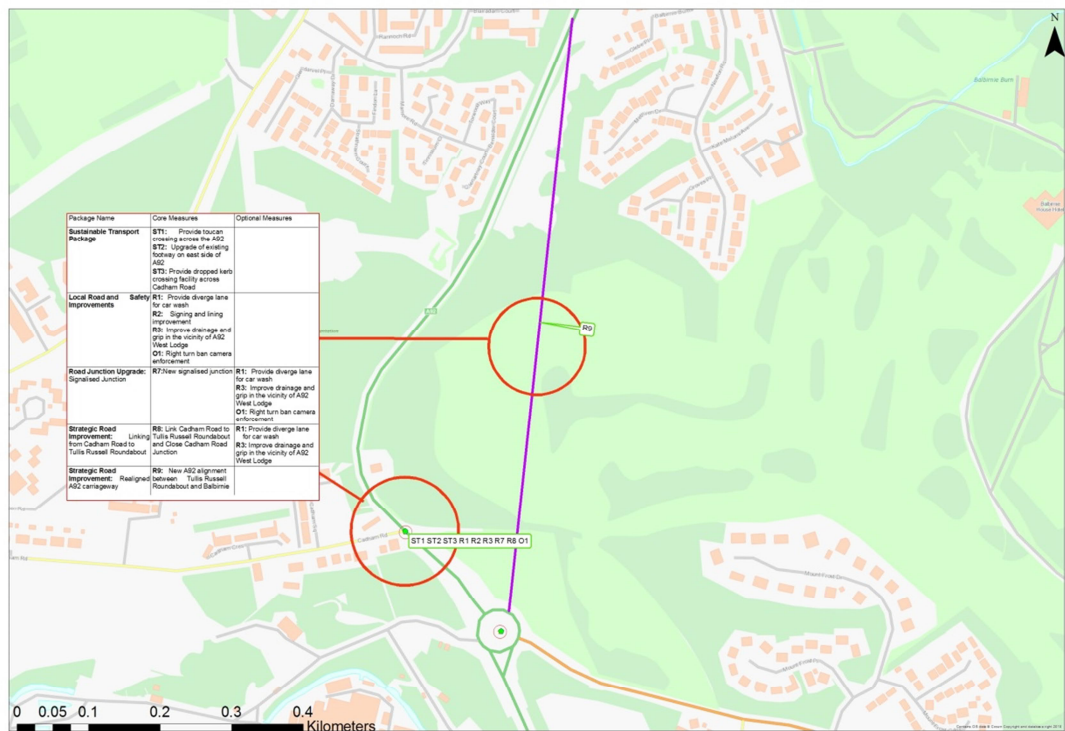 N
Rannoch Rd
Balbirnie Burn
Package Name Core Measures Optional Measures
Sustainable Transport Package
ST1: Provide toucan crossing across the A92
ST2: Upgrade of existing footway on east side of A92
ST3: Provide dropped kerb crossing facility across Cadham Road
Local Road and Safety Improvements
R1: Provide diverge lane for car wash
R2: Signing and lining improvement
R3: Improve drainage and grip in the vicinity of A92 West Lodge
O1: Right turn ban camera enforcement
Road Junction Upgrade: Signalised Junction
R7:New signalised junction
R1: Provide diverge lane for car wash
R3: Improve drainage and grip in the vicinity of A92 West Lodge
O1: Right turn ban camera enforcement
Strategic Road Improvement: Linking from Cadham Road to Tullis Russell Roundabout
R8: Link Cadham Road to Tullis Russell Roundabout and Close Cadham Road Junction
R1: Provide diverge lane for car wash
R3: Improve drainage and grip in the vicinity of A92 West Lodge
Strategic Road Improvement: Realigned A92 carriageway
R9: New A92 alignment between Tullis Russell Roundabout and Balbirnie
R9
Cadham Rd
ST1 ST2 ST3 R1 R2 R3 R7 R8 O1
0 0.05 0.1 0.2 0.3 0.4
Kilometers